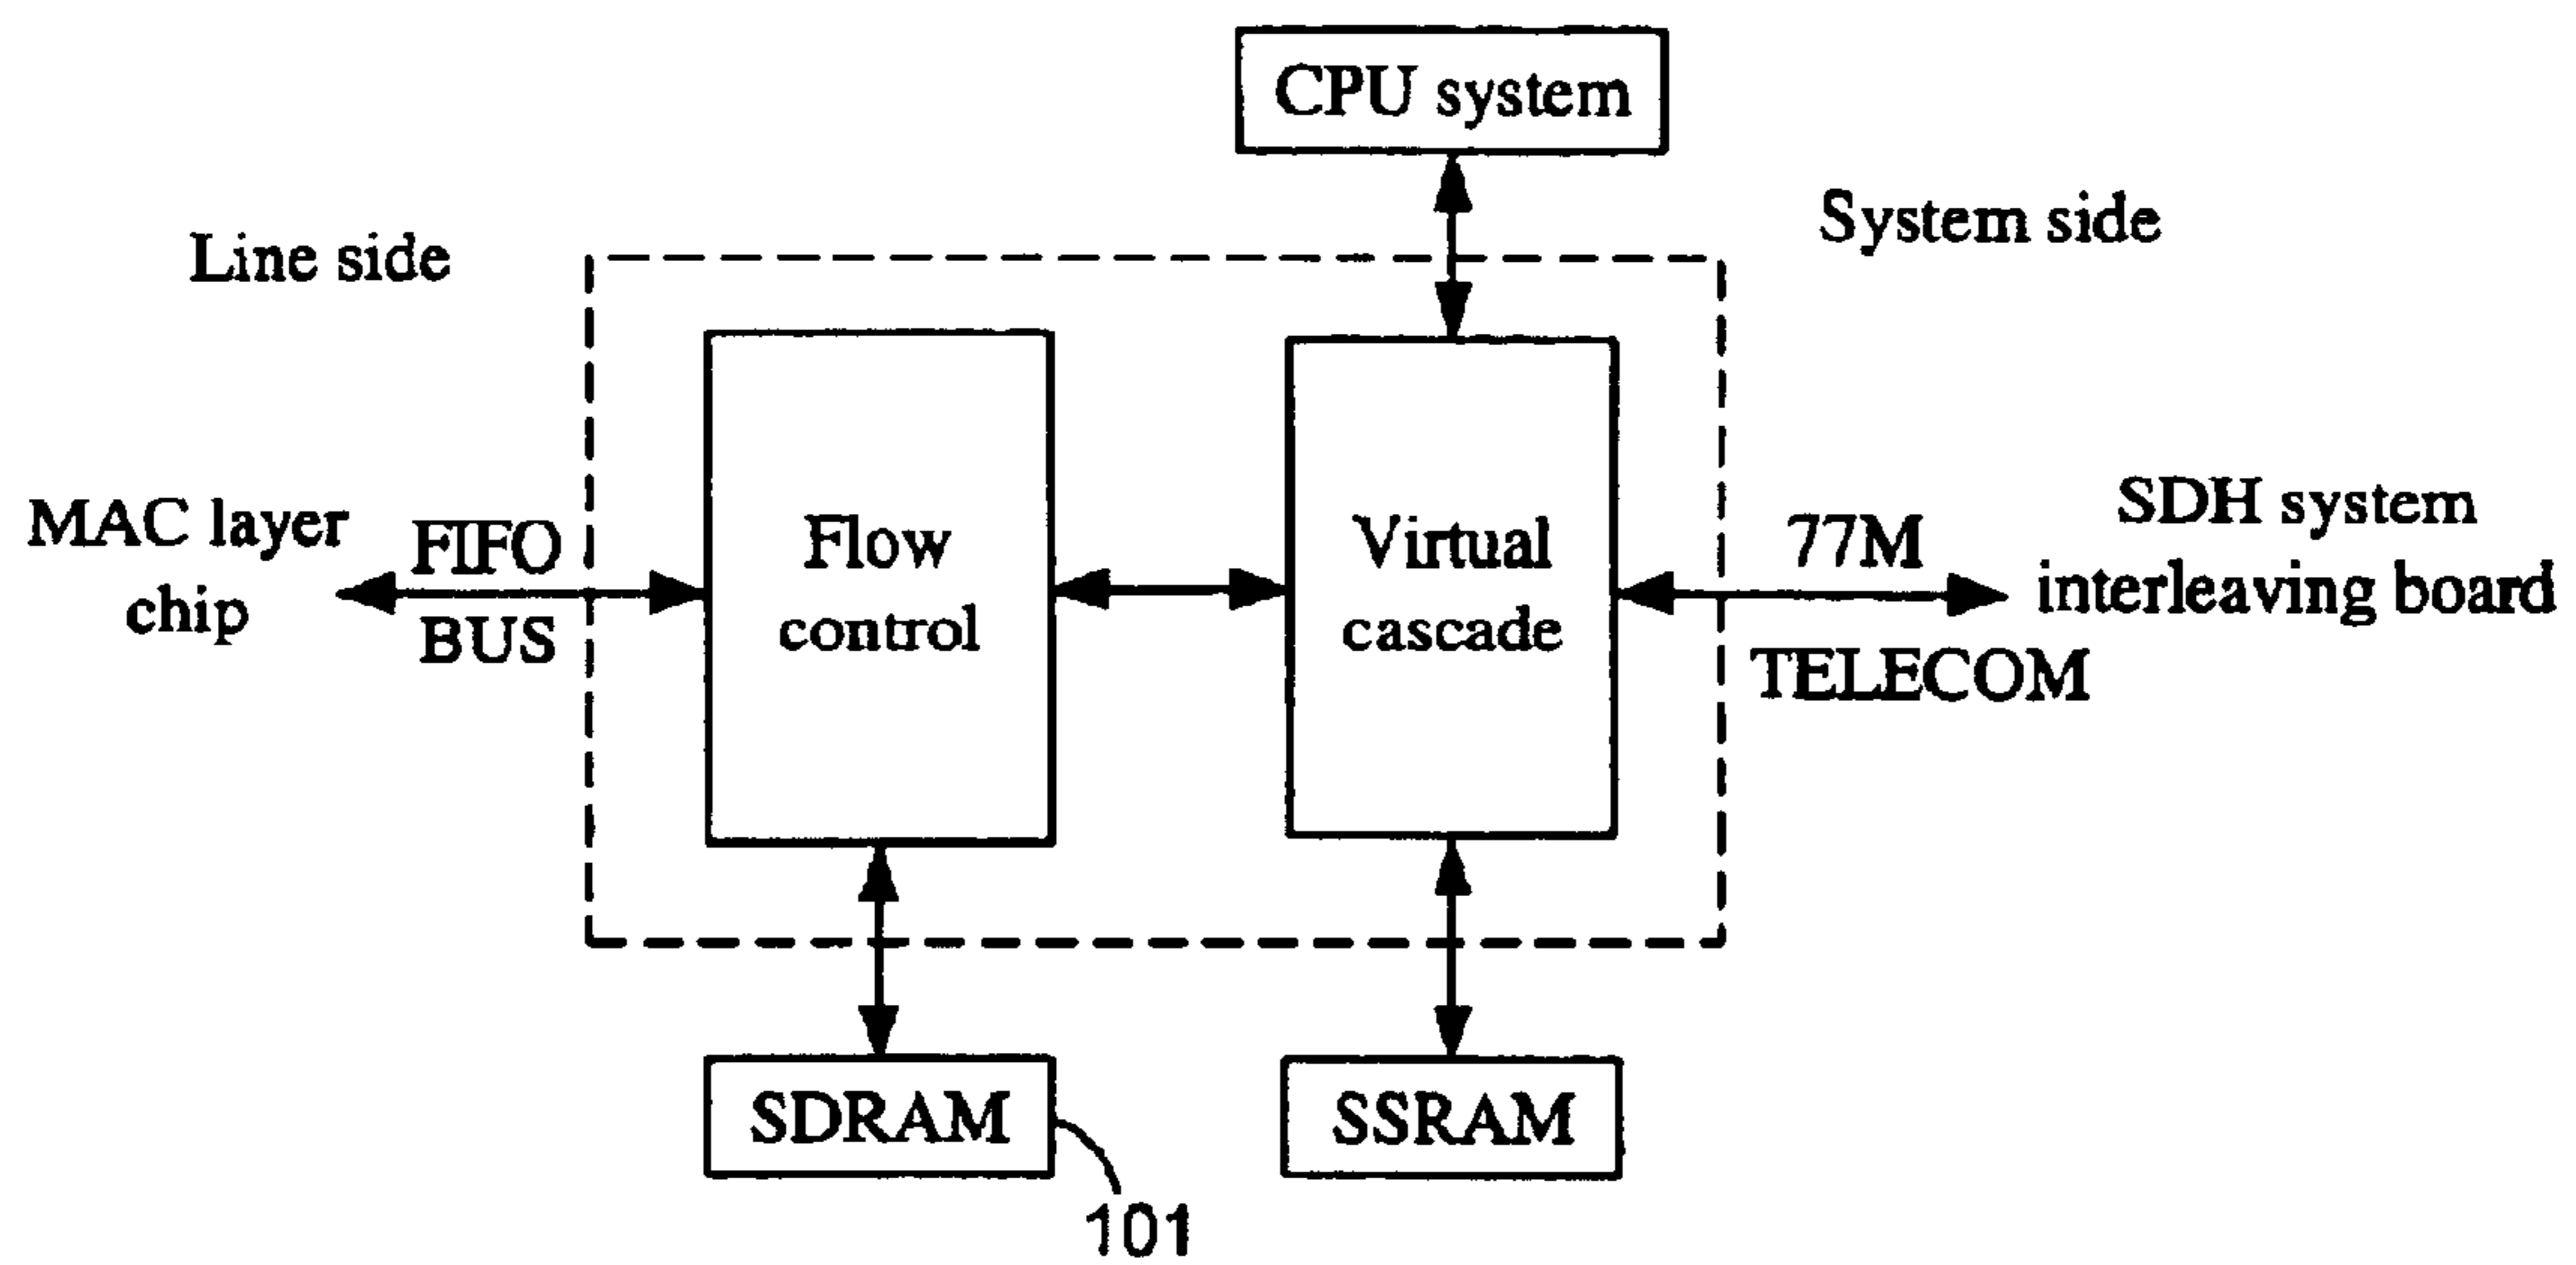 CPU system
Line side
System side
MAC layer
chip
FIFO
BUS
Flow
control
Virtual
cascade
77M
TELECOM
SDH system
interleaving board
SDRAM
SSRAM
101